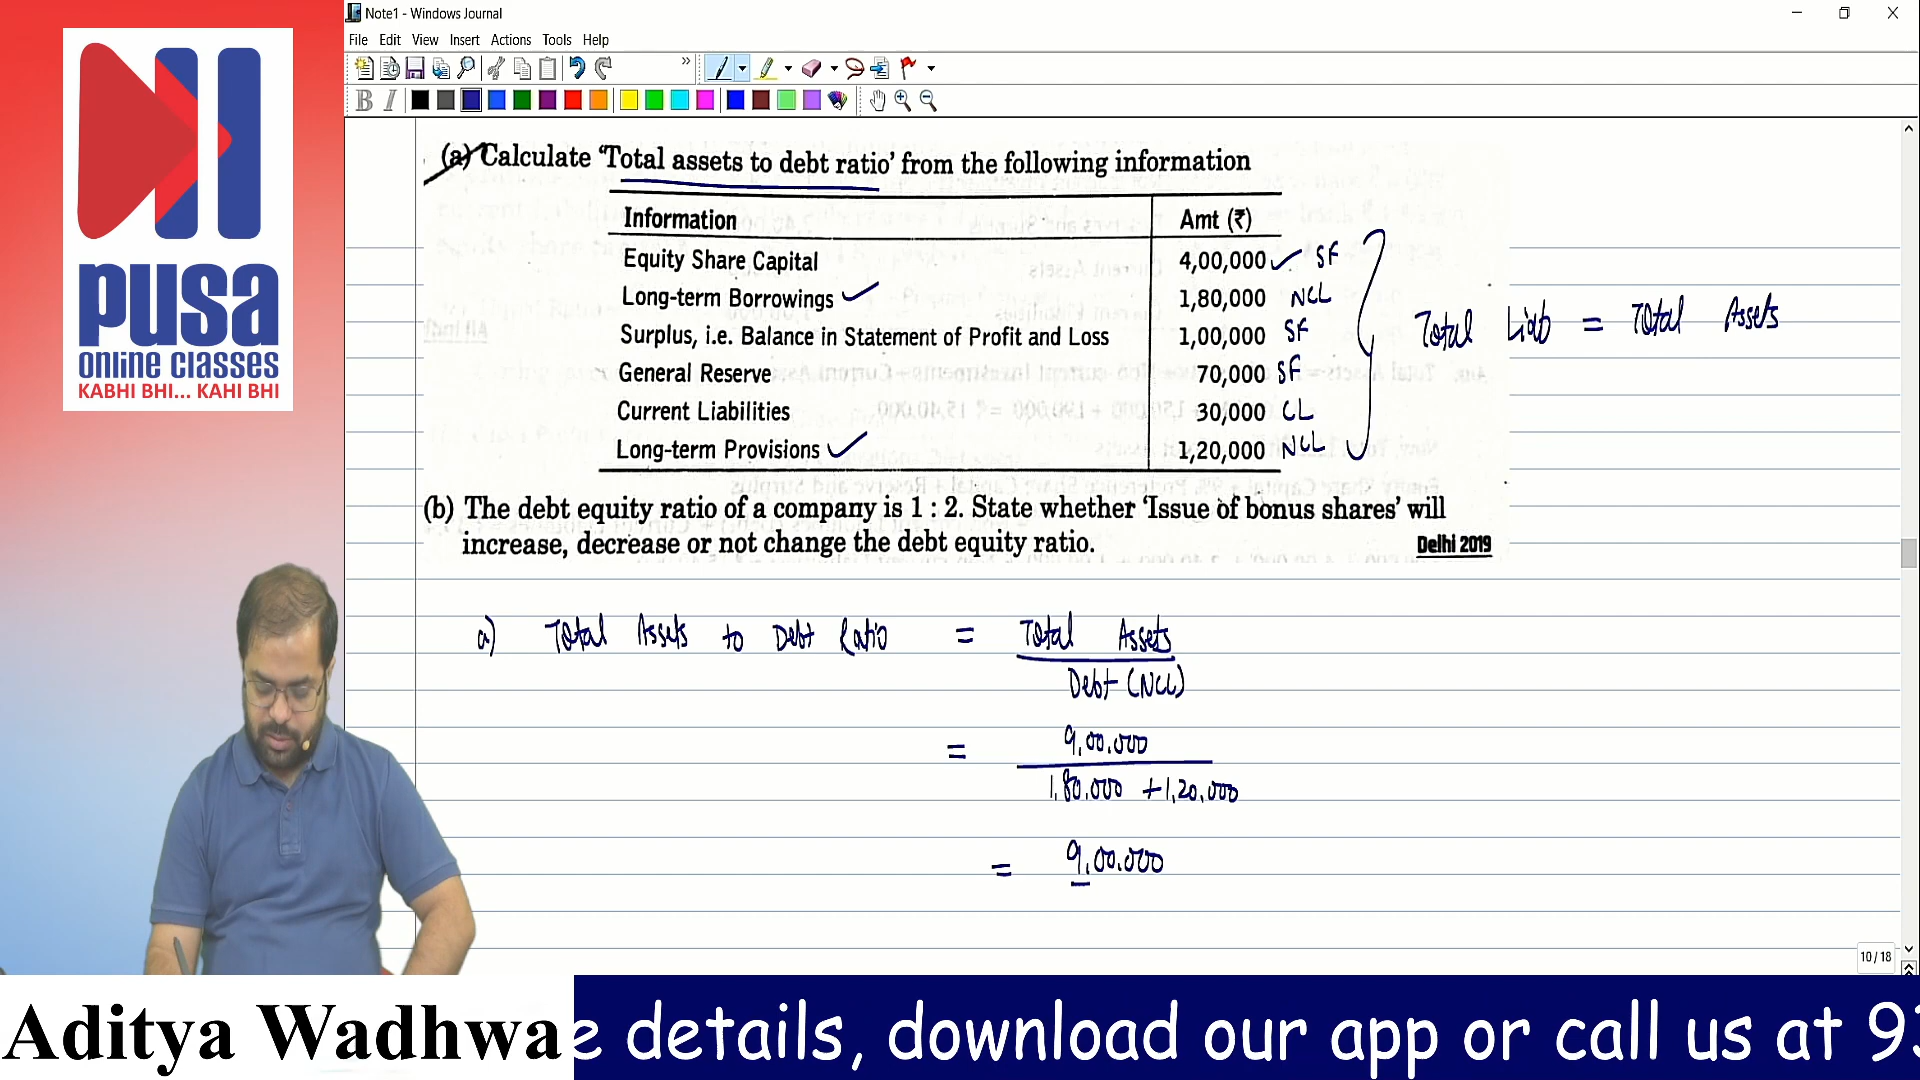 Note1 - Windows Journal
File Edit View Insert Actions Tools Help
PUSA
online classes
KABHI BHI... KAHI BHI
(a) Calculate ‘Total assets to debt ratio’ from the following information
Information Amt (₹)
Equity Share Capital 4,00,000 SF
Long-term Borrowings 1,80,000 NCL
Surplus, i.e. Balance in Statement of Profit and Loss 1,00,000 SF
General Reserve 70,000 SF
Current Liabilities 30,000 CL
Long-term Provisions 1,20,000 NCL
Total Liab = Total Assets
(b) The debt equity ratio of a company is 1 : 2. State whether ‘Issue of bonus shares’ will
increase, decrease or not change the debt equity ratio. Delhi 2019
a) Total Assets to Debt Ratio = Total Assets
Debt (NCL)
= 9,00,000
1,80,000 + 1,20,000
= 9,00,000
10 / 18
Aditya Wadhwa
e details, download our app or call us at 93